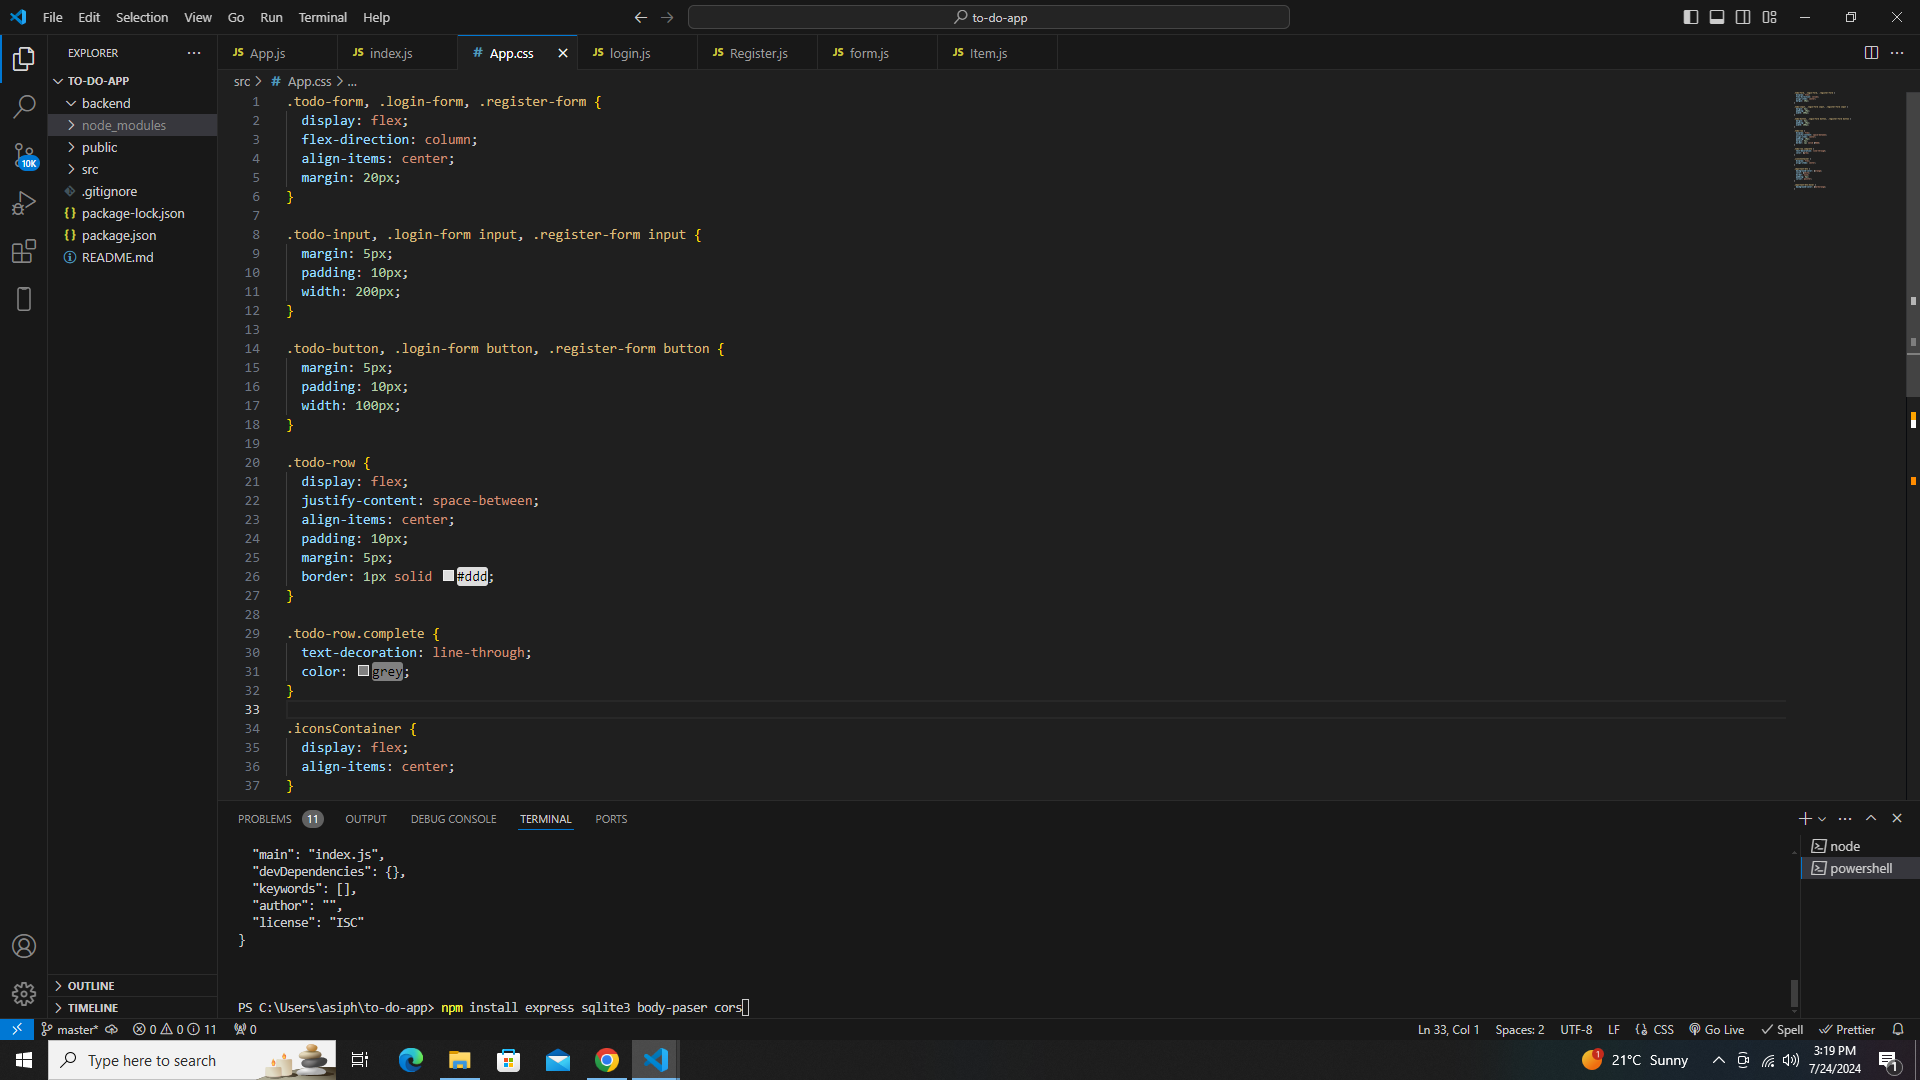 File Edit Selection View Go Run Terminal Help
to-do-app
EXPLORER
TO-DO-APP
backend
node_modules
public
src
.gitignore
package-lock.json
package.json
README.md
OUTLINE
TIMELINE
10K
JS App.js
JS index.js
# App.css
JS login.js
JS Register.js
JS form.js
JS Item.js
src > # App.css > ...
1 .todo-form, .login-form, .register-form {
2 display: flex;
3 flex-direction: column;
4 align-items: center;
5 margin: 20px;
6 }
7
8 .todo-input, .login-form input, .register-form input {
9 margin: 5px;
10 padding: 10px;
11 width: 200px;
12 }
13
14 .todo-button, .login-form button, .register-form button {
15 margin: 5px;
16 padding: 10px;
17 width: 100px;
18 }
19
20 .todo-row {
21 display: flex;
22 justify-content: space-between;
23 align-items: center;
24 padding: 10px;
25 margin: 5px;
26 border: 1px solid #ddd;
27 }
28
29 .todo-row.complete {
30 text-decoration: line-through;
31 color: grey;
32 }
33
34 .iconsContainer {
35 display: flex;
36 align-items: center;
37 }
PROBLEMS 11 OUTPUT DEBUG CONSOLE TERMINAL PORTS
"main": "index.js",
"devDependencies": {},
"keywords": [],
"author": "",
"license": "ISC"
}
PS C:\Users\asiph\to-do-app> npm install express sqlite3 body-paser cors
node
powershell
master* 0 0 11 0
Ln 33, Col 1 Spaces: 2 UTF-8 LF CSS Go Live Spell Prettier
Type here to search
1 21°C Sunny
3:19 PM
7/24/2024
1